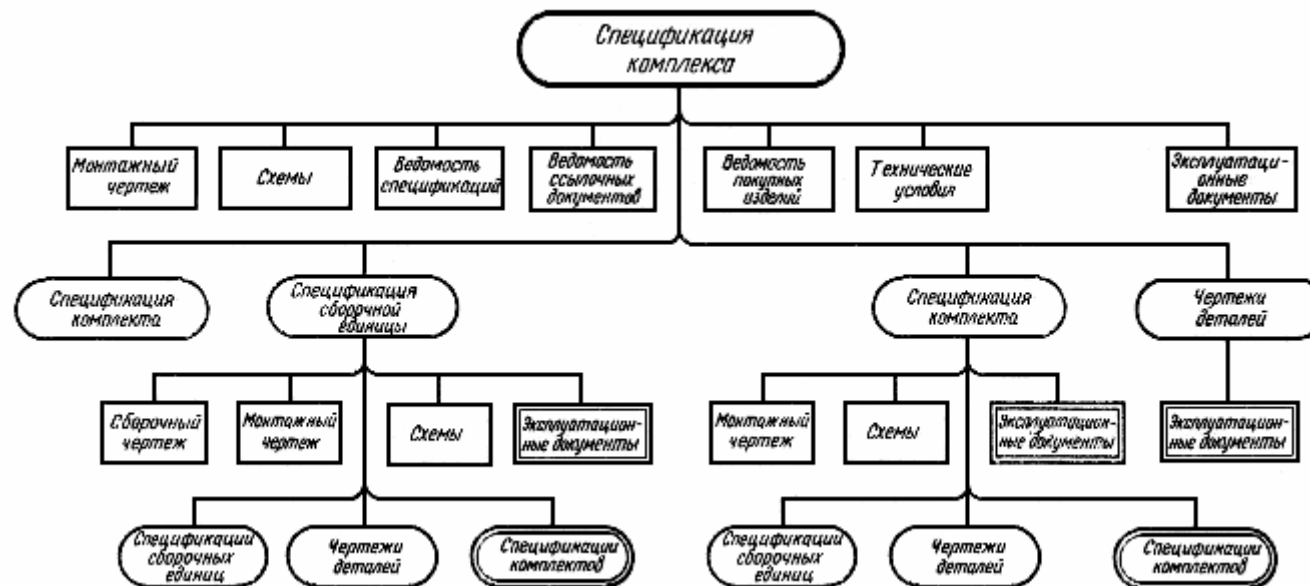 Спецификация
комплекса
Монтажный
чертеж
Схемы
Ведомость
спецификаций
Ведомость
ссылочных
документов
Ведомость
покупных
изделий
Технические
условия
Эксплуатаци-
онные
документы
Спецификация
комплекта
Спецификация
сборочной
единицы
Спецификация
комплекта
Чертежи
деталей
Сборочный
чертеж
Монтажный
чертеж
Схемы
Эксплуатацион-
ные документы
Монтажный
чертеж
Схемы
Эксплуатацион-
ные документы
Эксплуатацион-
ные документы
Спецификации
сборочных
единиц
Чертежи
деталей
Спецификации
комплектов
Спецификации
сборочных
единиц
Чертежи
деталей
Спецификации
комплектов